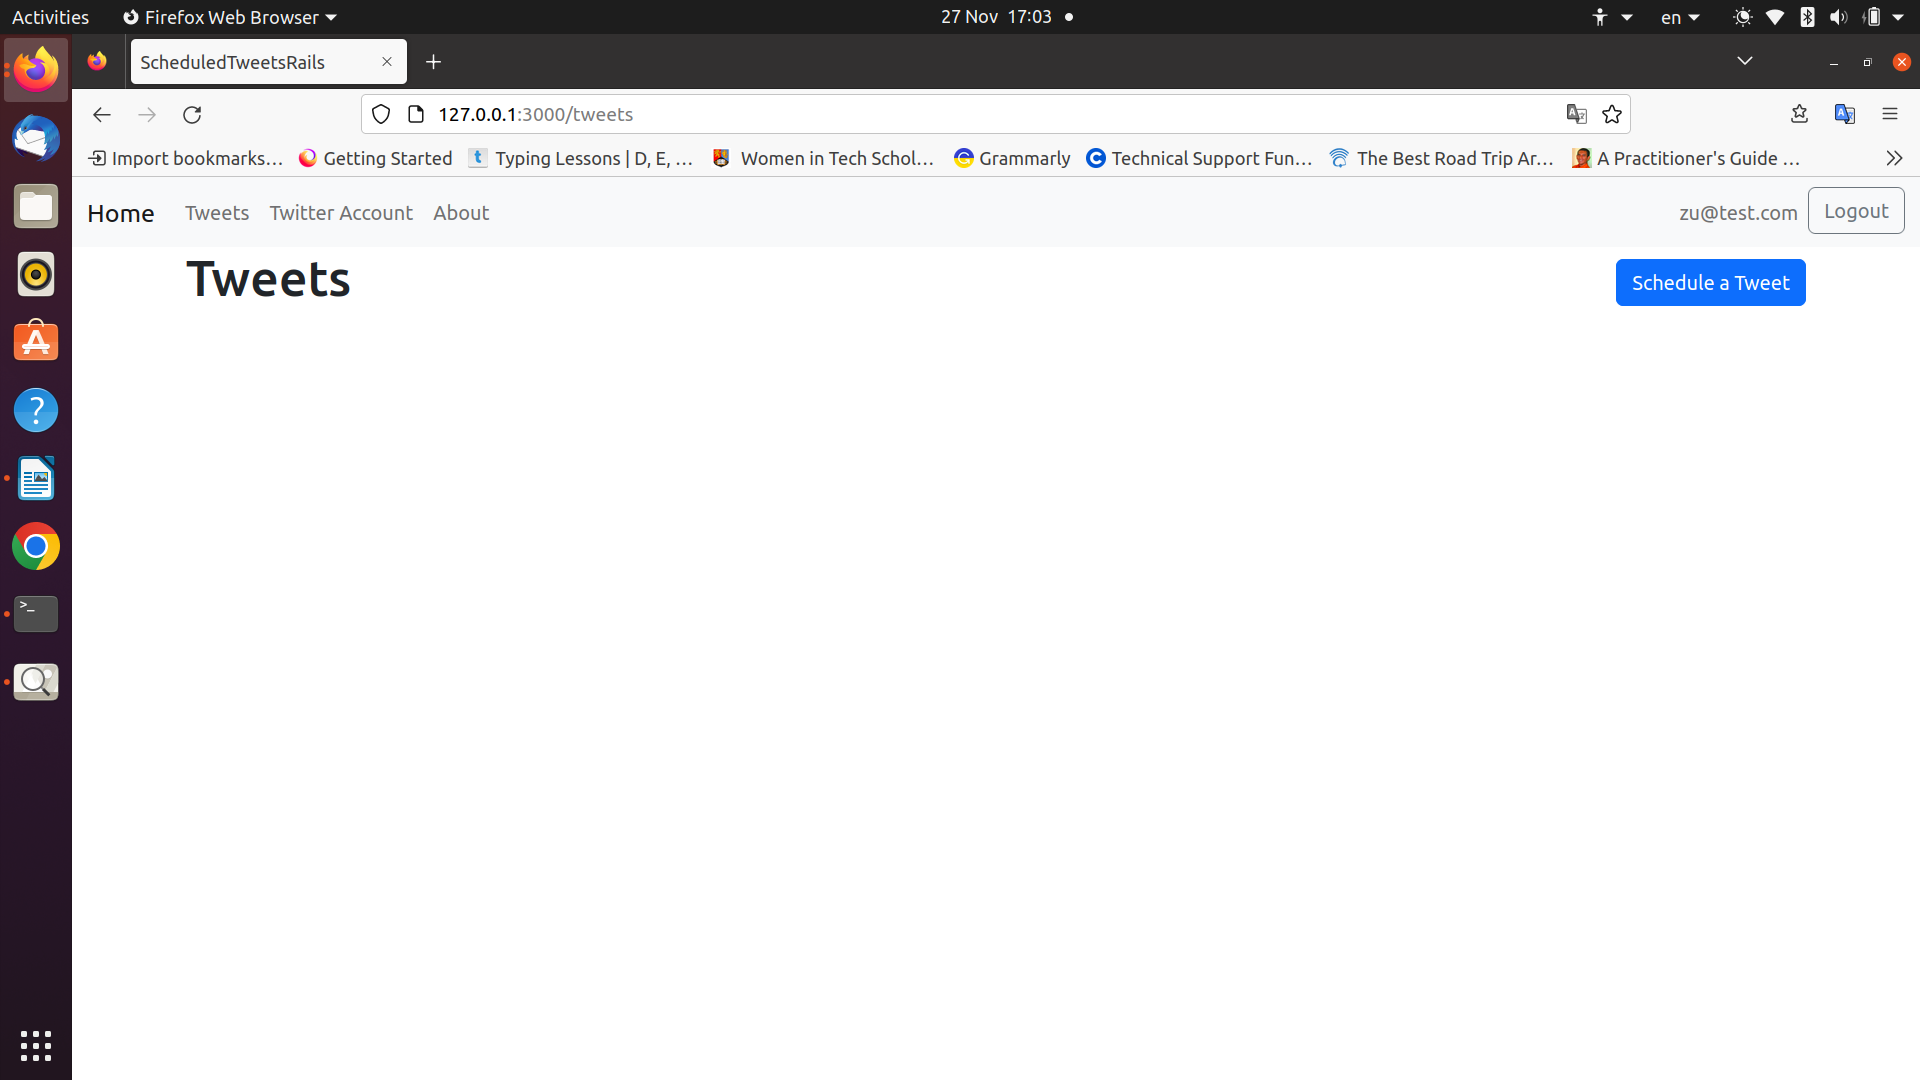 Activities Firefox Web Browser 27 Nov 17:03 en
ScheduledTweetsRails
127.0.0.1:3000/tweets
Import bookmarks... Getting Started Typing Lessons | D, E, ... Women in Tech Schol... Grammarly Technical Support Fun... The Best Road Trip Ar... A Practitioner's Guide ...
Home Tweets Twitter Account About zu@test.com Logout
Tweets Schedule a Tweet